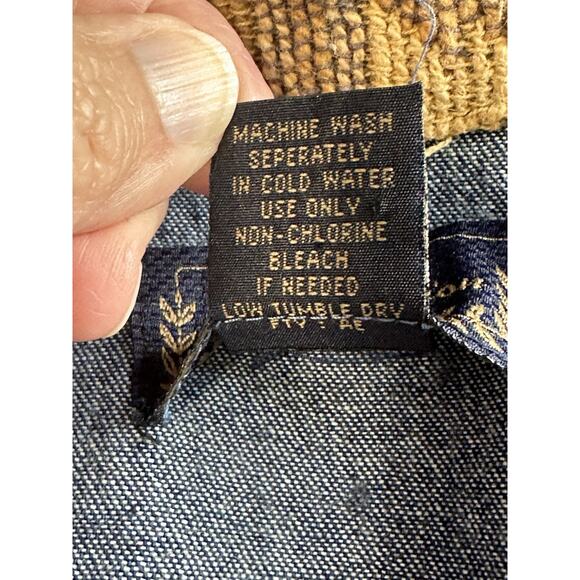 MACHINE WASH
SEPERATELY
IN COLD WATER
USE ONLY
NON-CHLORINE
BLEACH
IF NEEDED
LOW TUMBLE DRY